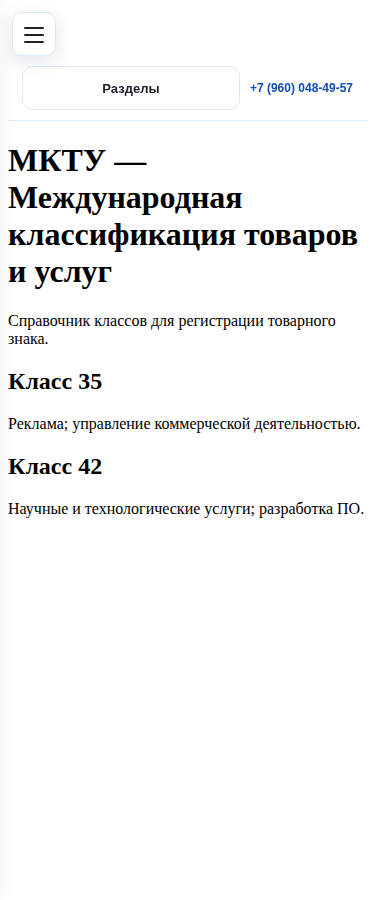 Разделы
+7 (960) 048-49-57
МКТУ —
Международная
классификация товаров
и услуг
Справочник классов для регистрации товарного
знака.
Класс 35
Реклама; управление коммерческой деятельностью.
Класс 42
Научные и технологические услуги; разработка ПО.